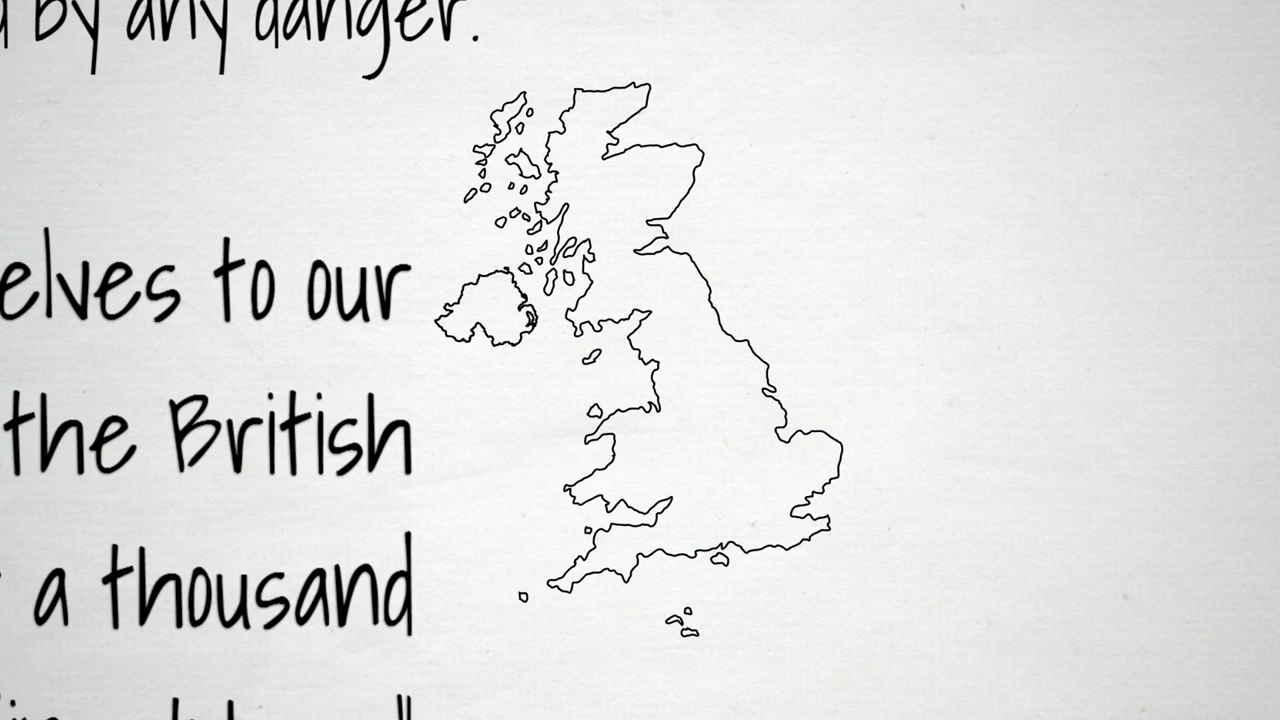 by any danger.
elves to our
the British
a thousand